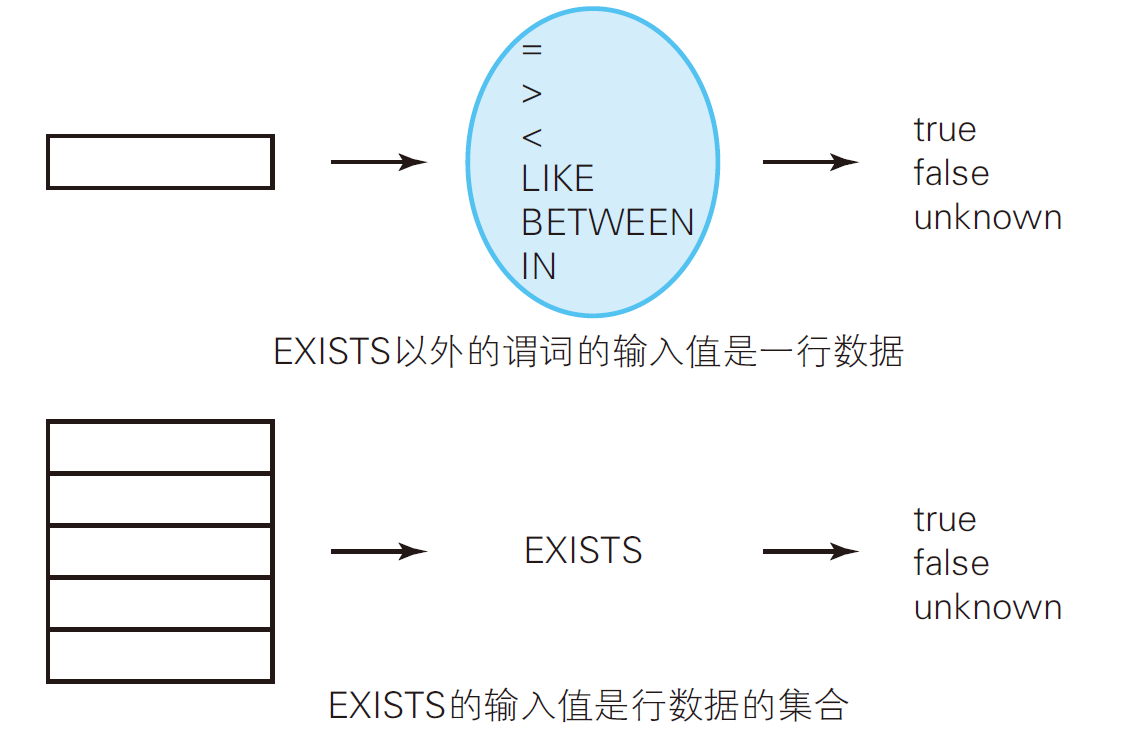 =
>
<
LIKE
BETWEEN
IN
true
false
unknown
EXISTS以外的谓词的输入值是一行数据
EXISTS
true
false
unknown
EXISTS的输入值是行数据的集合